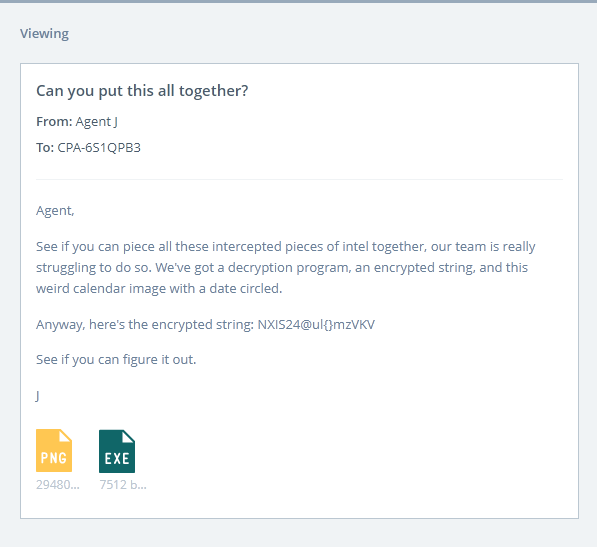 Viewing
Can you put this all together?
From: Agent J
To: CPA-6S1QPB3
Agent,
See if you can piece all these intercepted pieces of intel together, our team is really
struggling to do so. We've got a decryption program, an encrypted string, and this
weird calendar image with a date circled.
Anyway, here's the encrypted string: NXIS24@ul{}mzVKV
See if you can figure it out.
J
PNG EXE
29480... 7512 b...